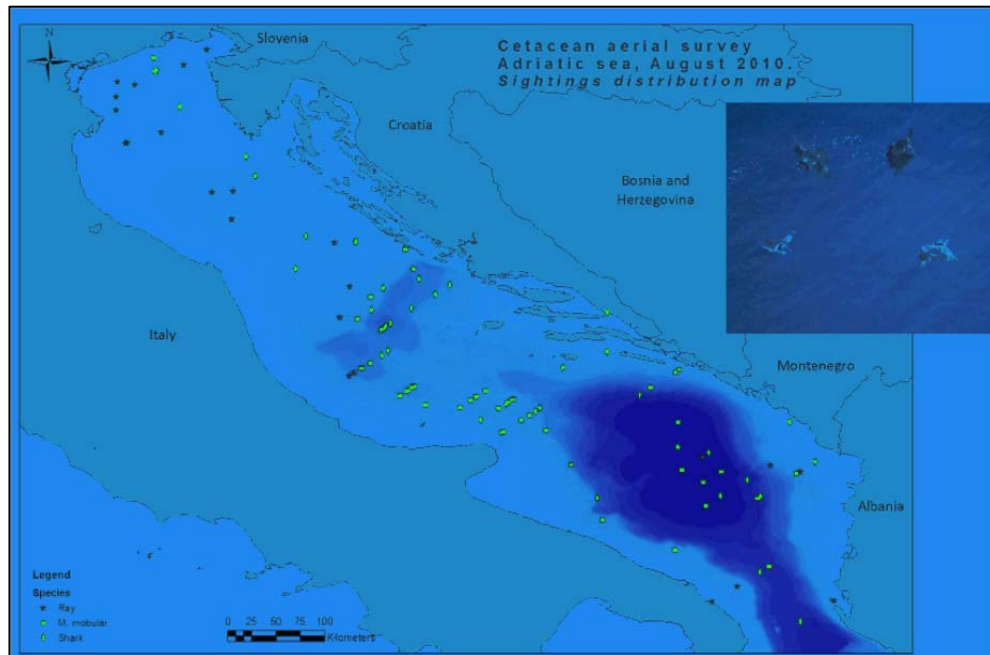 N
Slovenia
Cetacean aerial survey
Adriatic sea, August 2010.
Sightings distribution map
Croatia
Bosnia and
Herzegovina
Italy
Montenegro
Albania
Legend
Species
Ray
M. mobular
Shark
0 25 50 75 100
Kilometers